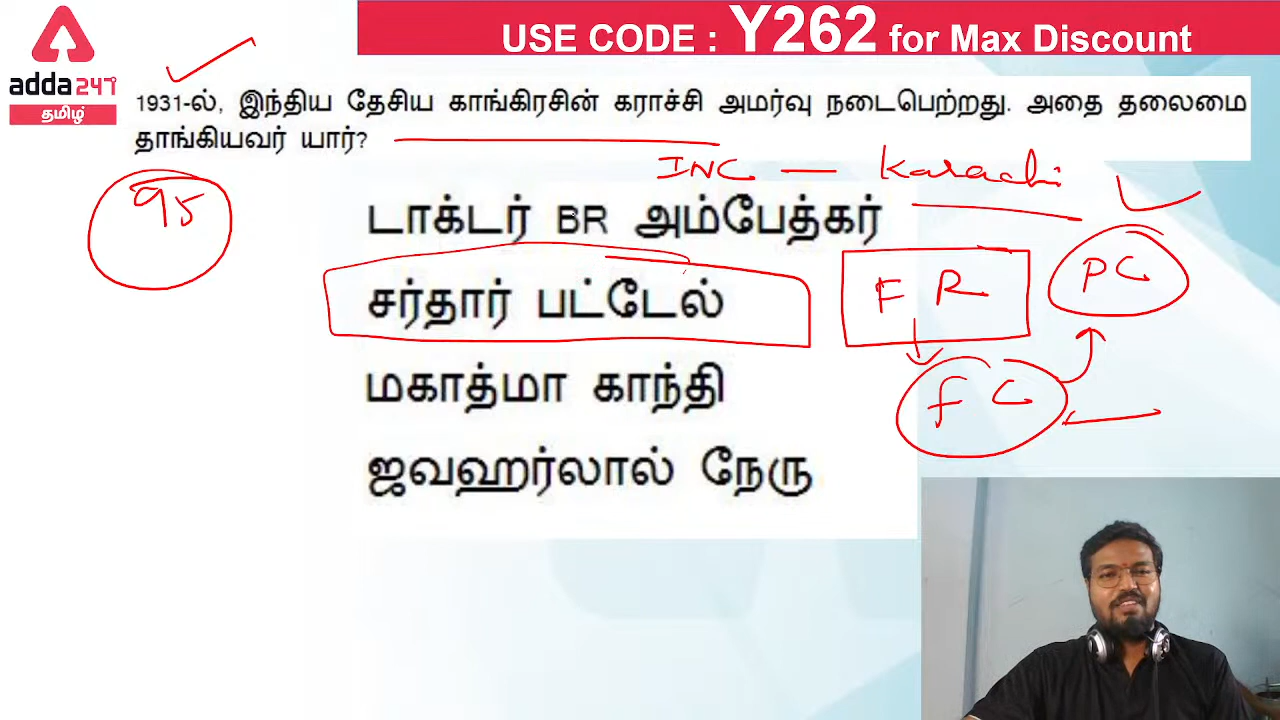 USE CODE : Y262 for Max Discount
adda247
தமிழ்
1931-ல், இந்திய தேசிய காங்கிரசின் கராச்சி அமர்வு நடைபெற்றது. அதை தலைமை
தாங்கியவர் யார்?
INC — Karachi
95
டாக்டர் BR அம்பேத்கர்
சர்தார் பட்டேல்
FR
PC
மகாத்மா காந்தி
FC
ஜவஹர்லால் நேரு